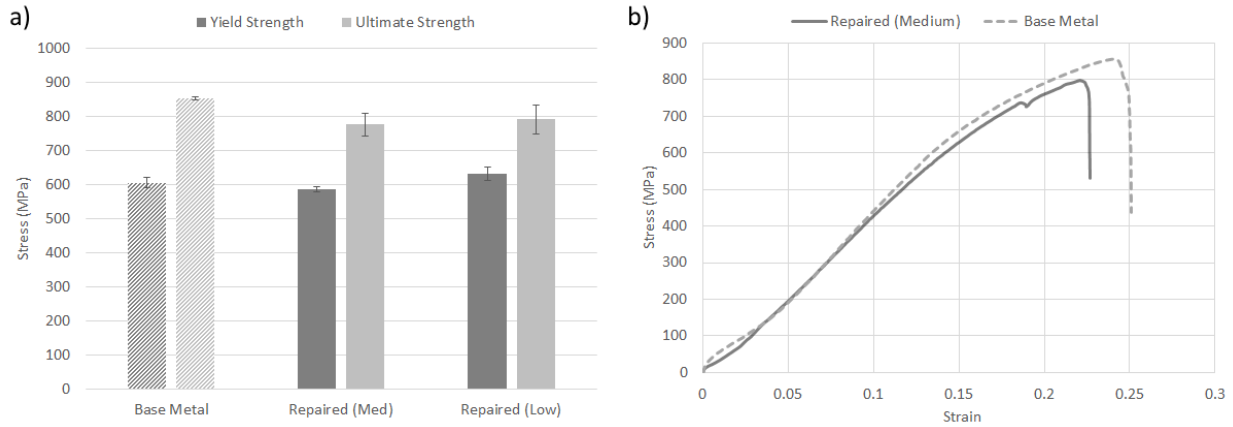 a)
Yield Strength Ultimate Strength
1000
900
800
700
600
500
400
300
200
100
0
Stress (MPa)
Base Metal Repaired (Med) Repaired (Low)
b)
Repaired (Medium) Base Metal
900
800
700
600
500
400
300
200
100
0
Stress (MPa)
0 0.05 0.1 0.15 0.2 0.25 0.3
Strain